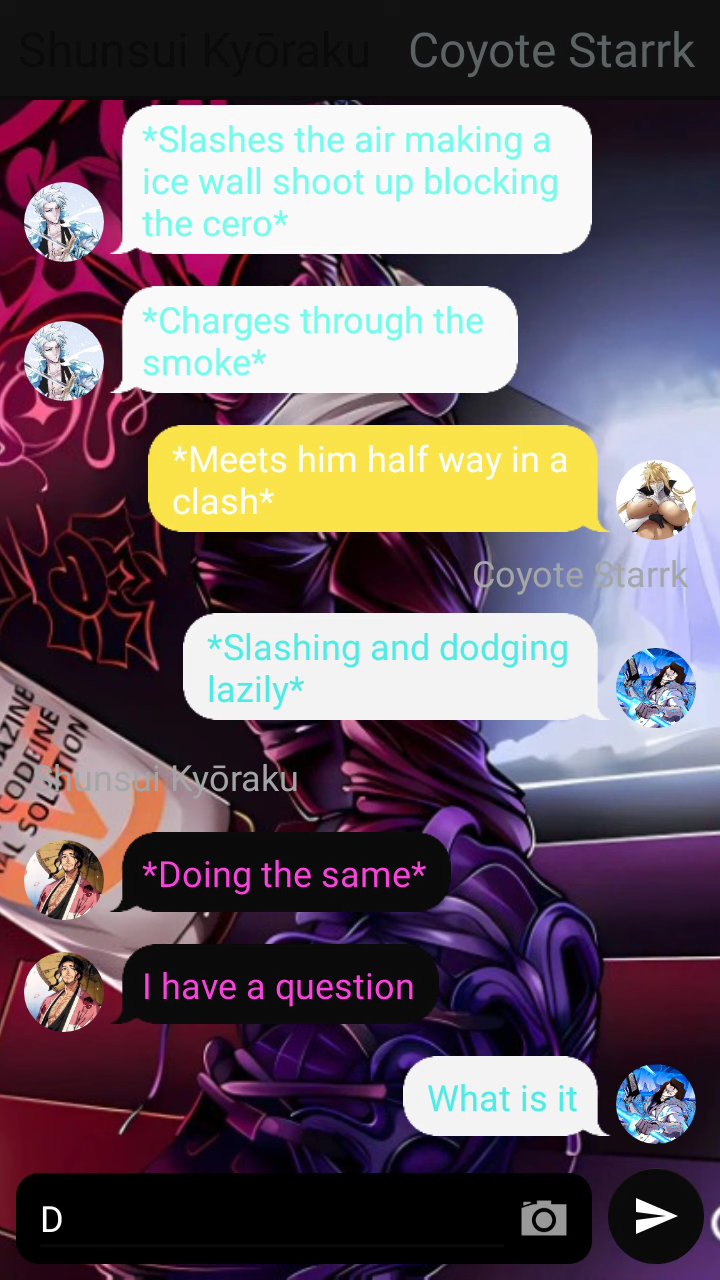 Shunsui Kyōraku Coyote Starrk
*Slashes the air making a
ice wall shoot up blocking
the cero*
*Charges through the
smoke*
*Meets him half way in a
clash*
Coyote Starrk
*Slashing and dodging
lazily*
CODEINE
Shunsui Kyōraku
*Doing the same*
I have a question
What is it
D